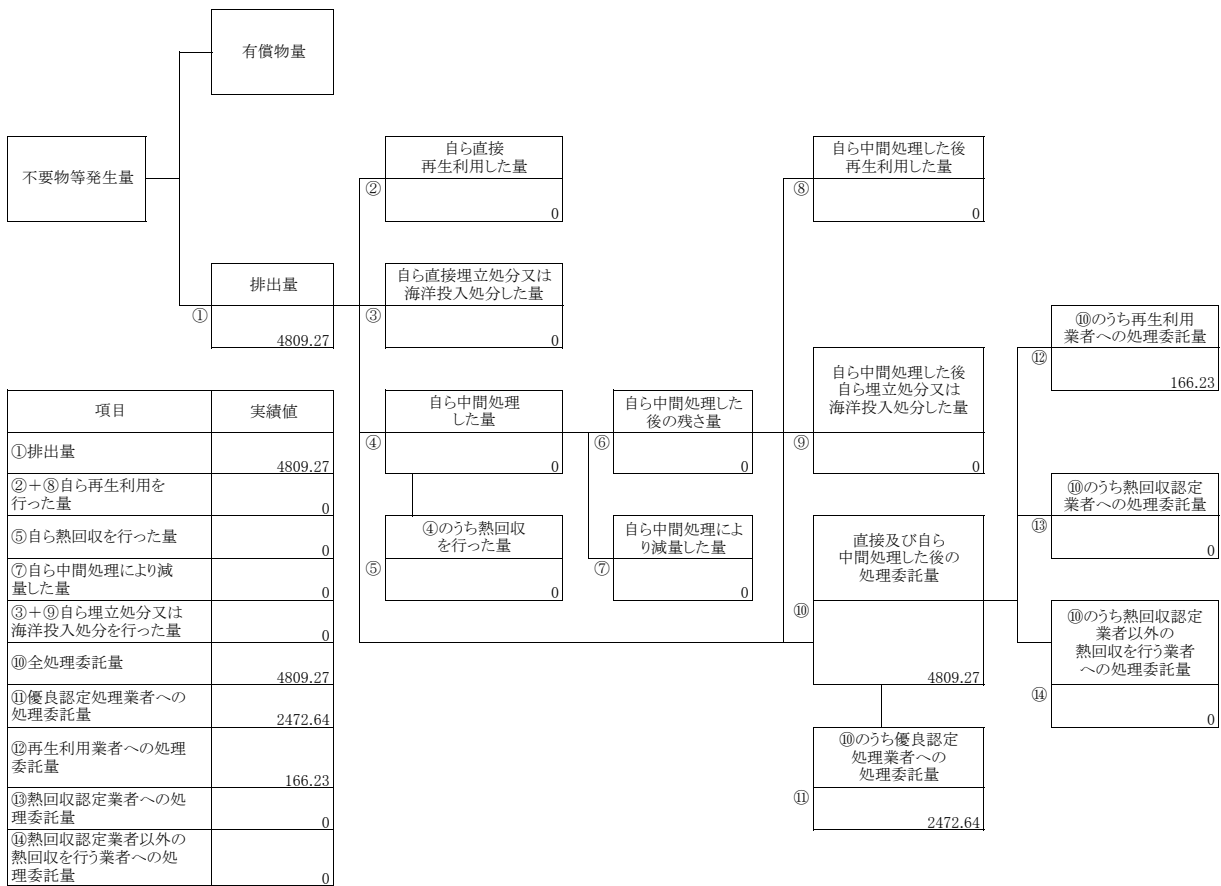 有償物量
不要物等発生量
自ら直接
再生利用した量
②
0
自ら中間処理した後
再生利用した量
⑧
0
排出量
①
4809.27
自ら直接埋立処分又は
海洋投入処分した量
③
0
⑩のうち再生利用
業者への処理委託量
⑫
166.23
自ら中間処理
した量
④
0
自ら中間処理した
後の残さ量
⑥
0
自ら中間処理した後
自ら埋立処分又は
海洋投入処分した量
⑨
0
⑩のうち熱回収認定
業者への処理委託量
⑬
0
④のうち熱回収
を行った量
⑤
0
自ら中間処理によ
り減量した量
⑦
0
直接及び自ら
中間処理した後の
処理委託量
⑩
4809.27
⑩のうち熱回収認定
業者以外の
熱回収を行う業者
への処理委託量
⑭
0
⑩のうち優良認定
処理業者への
処理委託量
⑪
2472.64
項目 実績値
①排出量
4809.27
②+⑧自ら再生利用を
行った量
0
⑤自ら熱回収を行った量
0
⑦自ら中間処理により減
量した量
0
③+⑨自ら埋立処分又は
海洋投入処分を行った量
0
⑩全処理委託量
4809.27
⑪優良認定処理業者への
処理委託量
2472.64
⑫再生利用業者への処理
委託量
166.23
⑬熱回収認定業者への処
理委託量
0
⑭熱回収認定業者以外の
熱回収を行う業者への処
理委託量
0